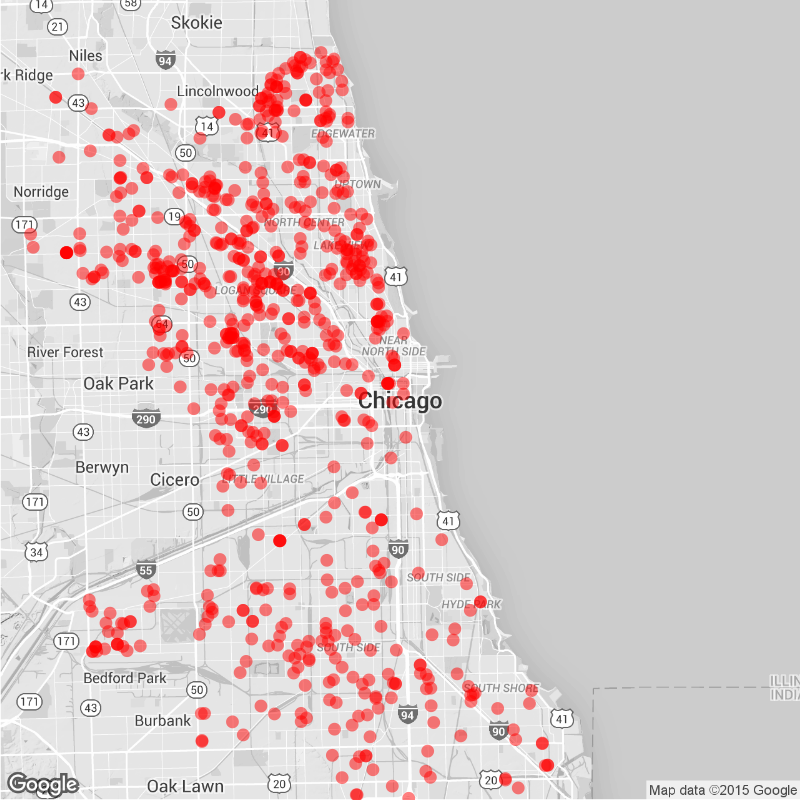 14
58
21
Skokie
Niles
94
rk Ridge
43
Lincolnwood
14
41
EDGEWATER
50
UPTOWN
Norridge
171
19
NORTH CENTER
LAKE VIEW
50
90
41
LOGAN SQUARE
43
64
NEAR
NORTH SIDE
River Forest
50
Oak Park
290
290
Chicago
43
Berwyn
Cicero
LITTLE VILLAGE
171
50
41
34
90
55
SOUTH SIDE
HYDE PARK
171
SOUTH SIDE
Bedford Park
ILLIN
INDIA
50
SOUTH SHORE
171
43
Burbank
94
41
90
Google
Oak Lawn
20
20
Map data ©2015 Google